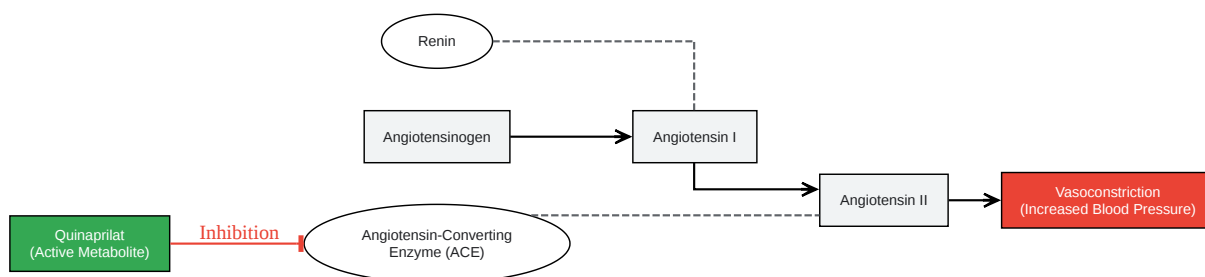 Renin
Angiotensinogen
Angiotensin I
Angiotensin II
Vasoconstriction
(Increased Blood Pressure)
Quinaprilat
(Active Metabolite)
Inhibition
Angiotensin-Converting
Enzyme (ACE)